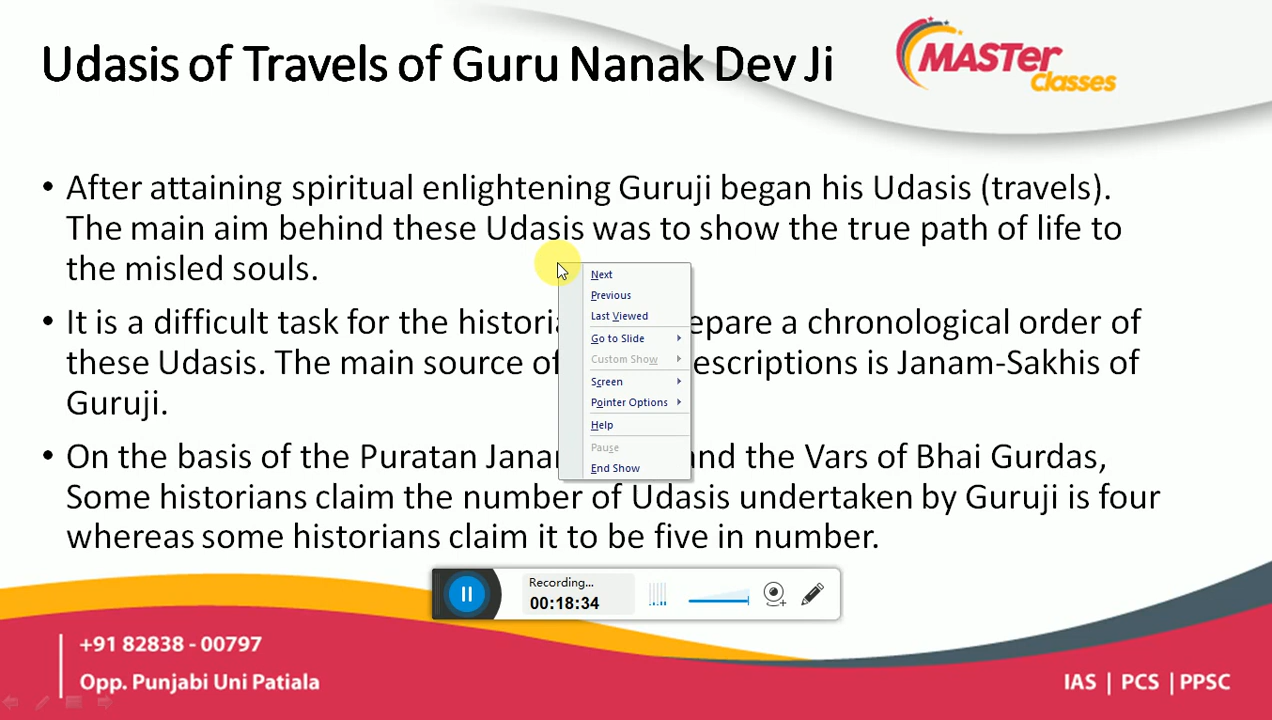 Udasis of Travels of Guru Nanak Dev Ji
MASTer
Classes
• After attaining spiritual enlightening Guruji began his Udasis (travels).
The main aim behind these Udasis was to show the true path of life to
the misled souls.
• It is a difficult task for the histori epare a chronological order of
these Udasis. The main source of escriptions is Janam-Sakhis of
Guruji.
• On the basis of the Puratan Jana and the Vars of Bhai Gurdas,
Some historians claim the number of Udasis undertaken by Guruji is four
whereas some historians claim it to be five in number.
Next
Previous
Last Viewed
Go to Slide
Custom Show
Screen
Pointer Options
Help
Pause
End Show
Recording...
00:18:34
+91 82838 - 00797
Opp. Punjabi Uni Patiala
IAS | PCS | PPSC